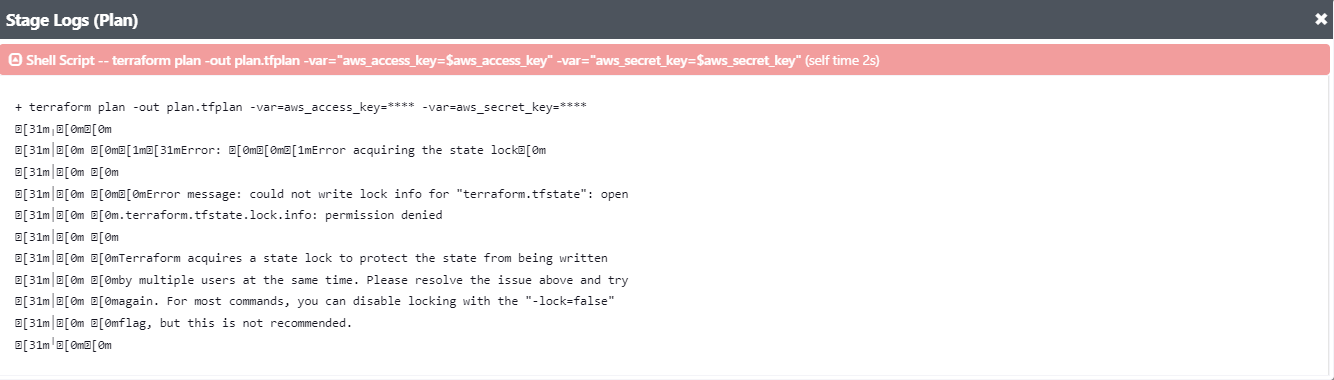 Stage Logs (Plan)
Shell Script -- terraform plan -out plan.tfplan -var="aws_access_key=$aws_access_key" -var="aws_secret_key=$aws_secret_key" (self time 2s)
+ terraform plan -out plan.tfplan -var=aws_access_key=**** -var=aws_secret_key=****
␛[31m╷␛[0m␛[0m
␛[31m│␛[0m ␛[0m␛[1m␛[31mError: ␛[0m␛[0m␛[1mError acquiring the state lock␛[0m
␛[31m│␛[0m ␛[0m
␛[31m│␛[0m ␛[0m␛[0mError message: could not write lock info for "terraform.tfstate": open
␛[31m│␛[0m ␛[0m.terraform.tfstate.lock.info: permission denied
␛[31m│␛[0m ␛[0m
␛[31m│␛[0m ␛[0mTerraform acquires a state lock to protect the state from being written
␛[31m│␛[0m ␛[0mby multiple users at the same time. Please resolve the issue above and try
␛[31m│␛[0m ␛[0magain. For most commands, you can disable locking with the "-lock=false"
␛[31m│␛[0m ␛[0mflag, but this is not recommended.
␛[31m╵␛[0m␛[0m